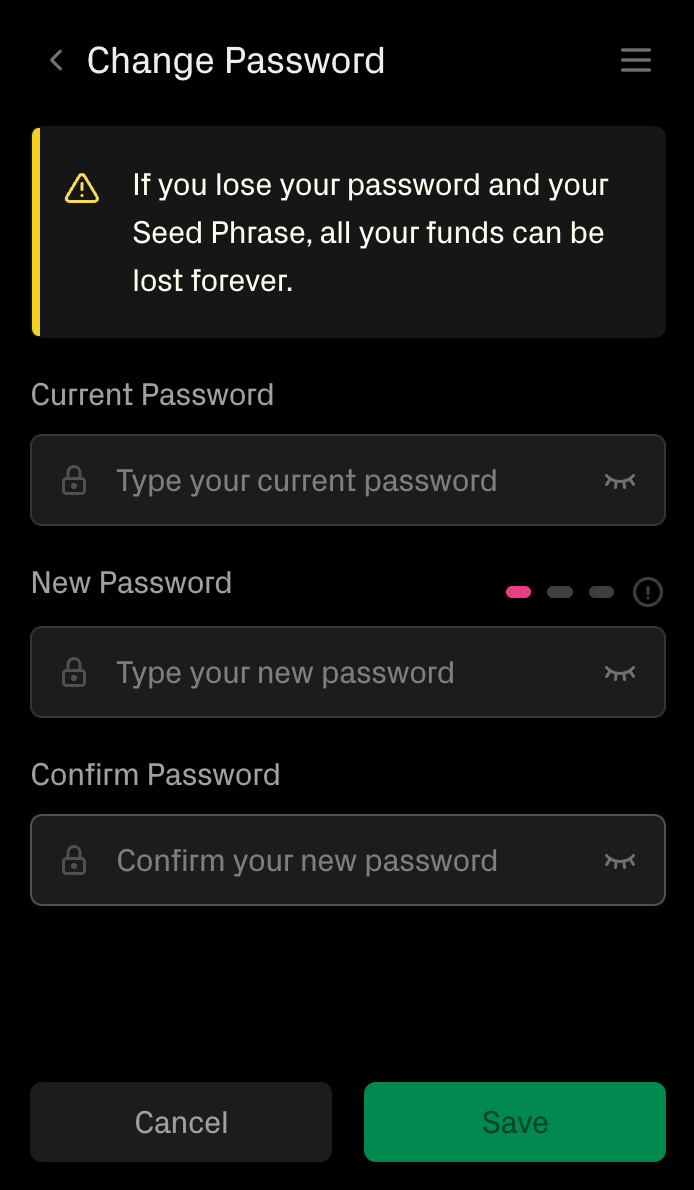 Change Password
If you lose your password and your
Seed Phrase, all your funds can be
lost forever.
Current Password
Type your current password
New Password
Type your new password
Confirm Password
Confirm your new password
Cancel
Save